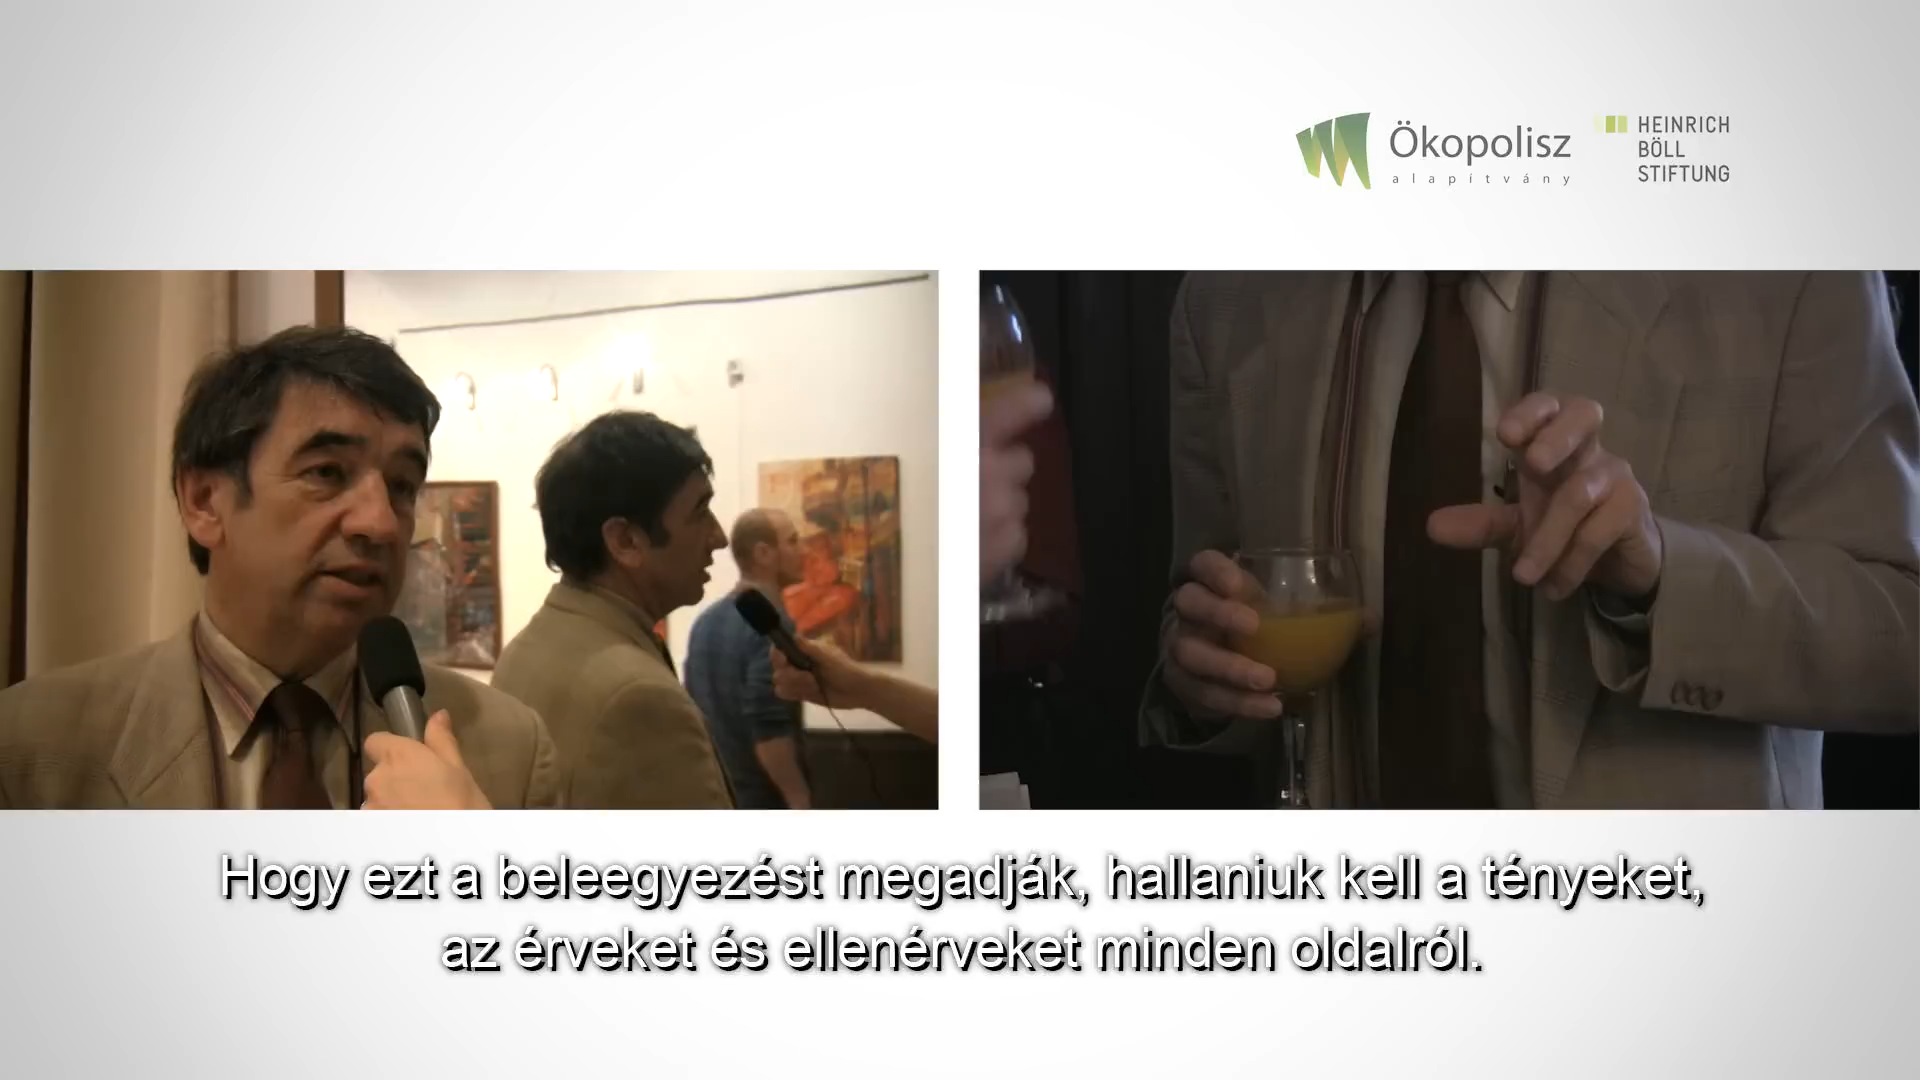 Ökopolisz
alapítvány
HEINRICH
BÖLL
STIFTUNG
Hogy ezt a beleegyezést megadják, hallaniuk kell a tényeket,
az érveket és ellenérveket minden oldalról.